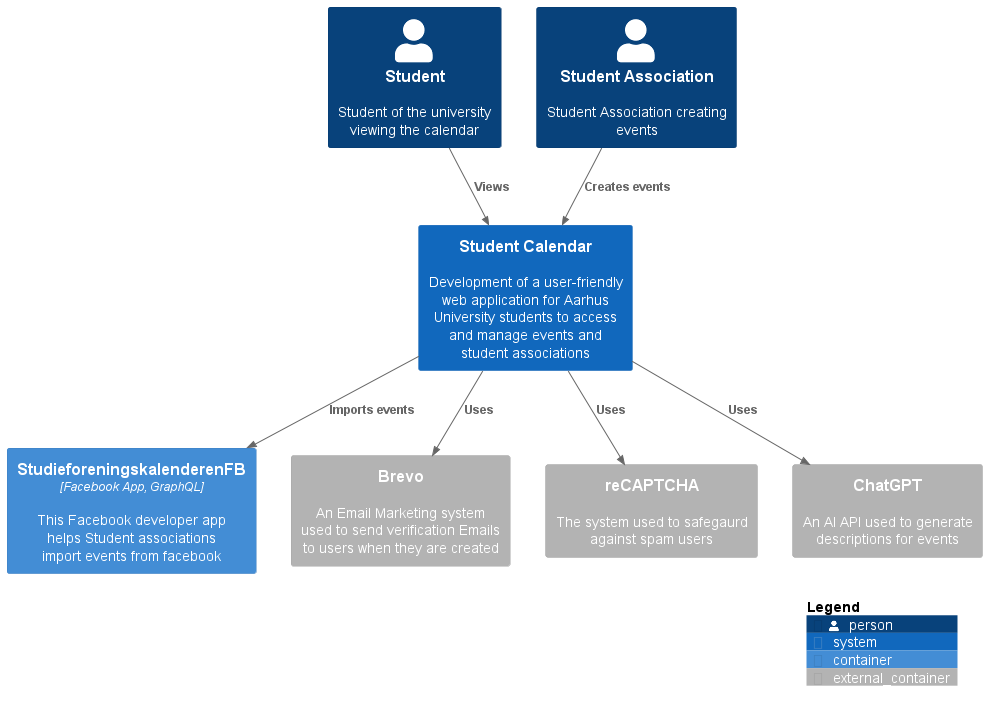 Student
Student of the university
viewing the calendar
Student Association
Student Association creating
events
Views
Creates events
Student Calendar
Development of a user-friendly
web application for Aarhus
University students to access
and manage events and
student associations
Imports events
Uses
Uses
Uses
StudieforeningskalenderenFB
[Facebook App, GraphQL]
This Facebook developer app
helps Student associations
import events from facebook
Brevo
An Email Marketing system
used to send verification Emails
to users when they are created
reCAPTCHA
The system used to safegaurd
against spam users
ChatGPT
An AI API used to generate
descriptions for events
Legend
person
system
container
external_container